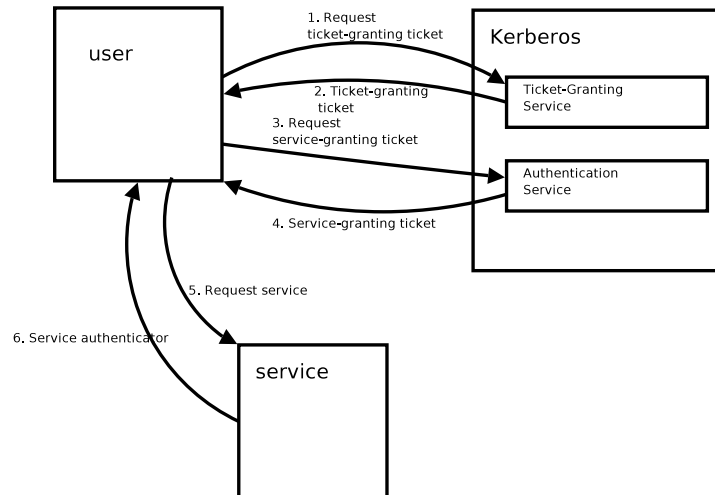 user
1. Request
ticket-granting ticket
Kerberos
2. Ticket-granting
ticket
Ticket-Granting
Service
3. Request
service-granting ticket
Authentication
Service
4. Service-granting ticket
5. Request service
6. Service authenticator
service